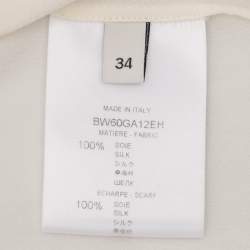 34
MADE IN ITALY
BW60GA12EH
MATIERE - FABRIC
100% SOIE
SILK
シルク
ШЕЛК
ECHARPE - SCARF
100% SOIE
SILK
シルク